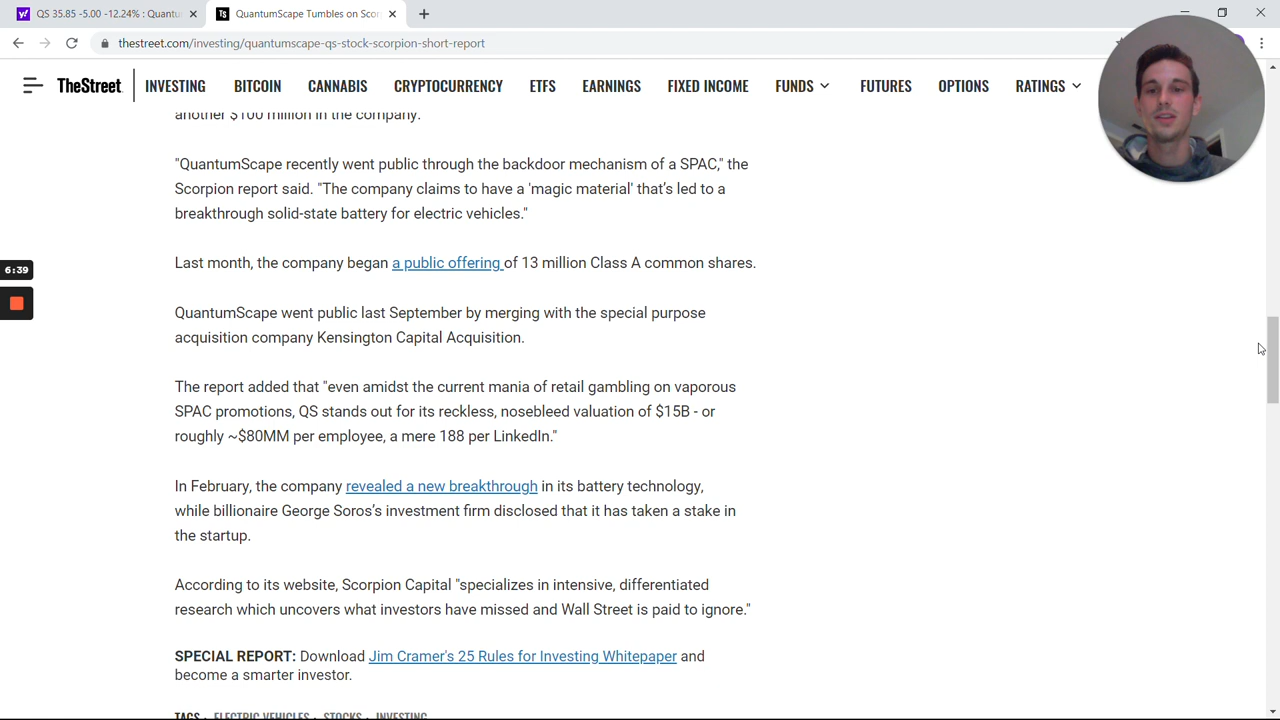 QS 35.85 -5.00 -12.24% : Quantu
QuantumScape Tumbles on Scor
thestreet.com/investing/quantumscape-qs-stock-scorpion-short-report
TheStreet
INVESTING BITCOIN CANNABIS CRYPTOCURRENCY ETFS EARNINGS FIXED INCOME FUNDS FUTURES OPTIONS RATINGS
another $100 million in the company.
"QuantumScape recently went public through the backdoor mechanism of a SPAC," the
Scorpion report said. "The company claims to have a 'magic material' that's led to a
breakthrough solid-state battery for electric vehicles."
Last month, the company began a public offering of 13 million Class A common shares.
6:39
QuantumScape went public last September by merging with the special purpose
acquisition company Kensington Capital Acquisition.
The report added that "even amidst the current mania of retail gambling on vaporous
SPAC promotions, QS stands out for its reckless, nosebleed valuation of $15B - or
roughly ~$80MM per employee, a mere 188 per LinkedIn."
In February, the company revealed a new breakthrough in its battery technology,
while billionaire George Soros’s investment firm disclosed that it has taken a stake in
the startup.
According to its website, Scorpion Capital "specializes in intensive, differentiated
research which uncovers what investors have missed and Wall Street is paid to ignore."
SPECIAL REPORT: Download Jim Cramer's 25 Rules for Investing Whitepaper and
become a smarter investor.
TAGS ELECTRIC VEHICLES STOCKS INVESTING